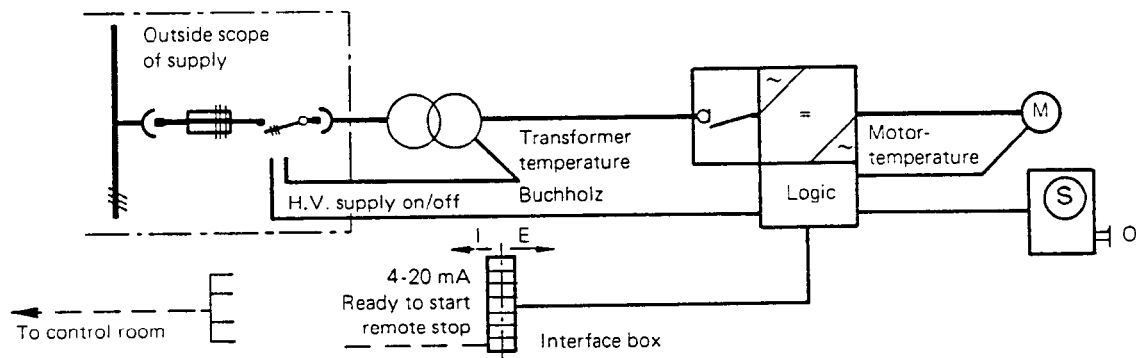 Outside scope
of supply
~
=
~
M
Transformer
temperature
Buchholz
Motor-
temperature
H.V. supply on/off
Logic
S
O
I E
4-20 mA
Ready to start
remote stop
Interface box
To control room